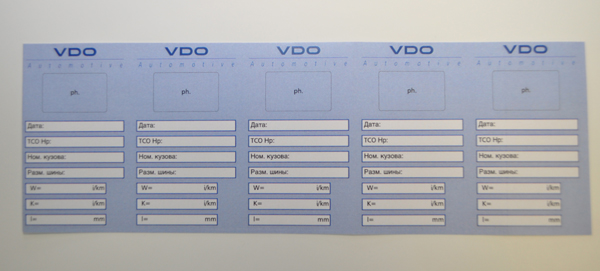 VDO VDO VDO VDO VDO
Automotive Automotive Automotive Automotive Automotive
ph. ph. ph. ph. ph.
Дата: Дата: Дата: Дата: Дата:
ТСО Нр: ТСО Нр: ТСО Нр: ТСО Нр: ТСО Нр:
Ном. кузова: Ном. кузова: Ном. кузова: Ном. кузова: Ном. кузова:
Разм. шины: Разм. шины: Разм. шины: Разм. шины: Разм. шины:
W= i/km W= i/km W= i/km W= i/km W= i/km
K= i/km K= i/km K= i/km K= i/km K= i/km
l= mm l= mm l= mm l= mm l= mm